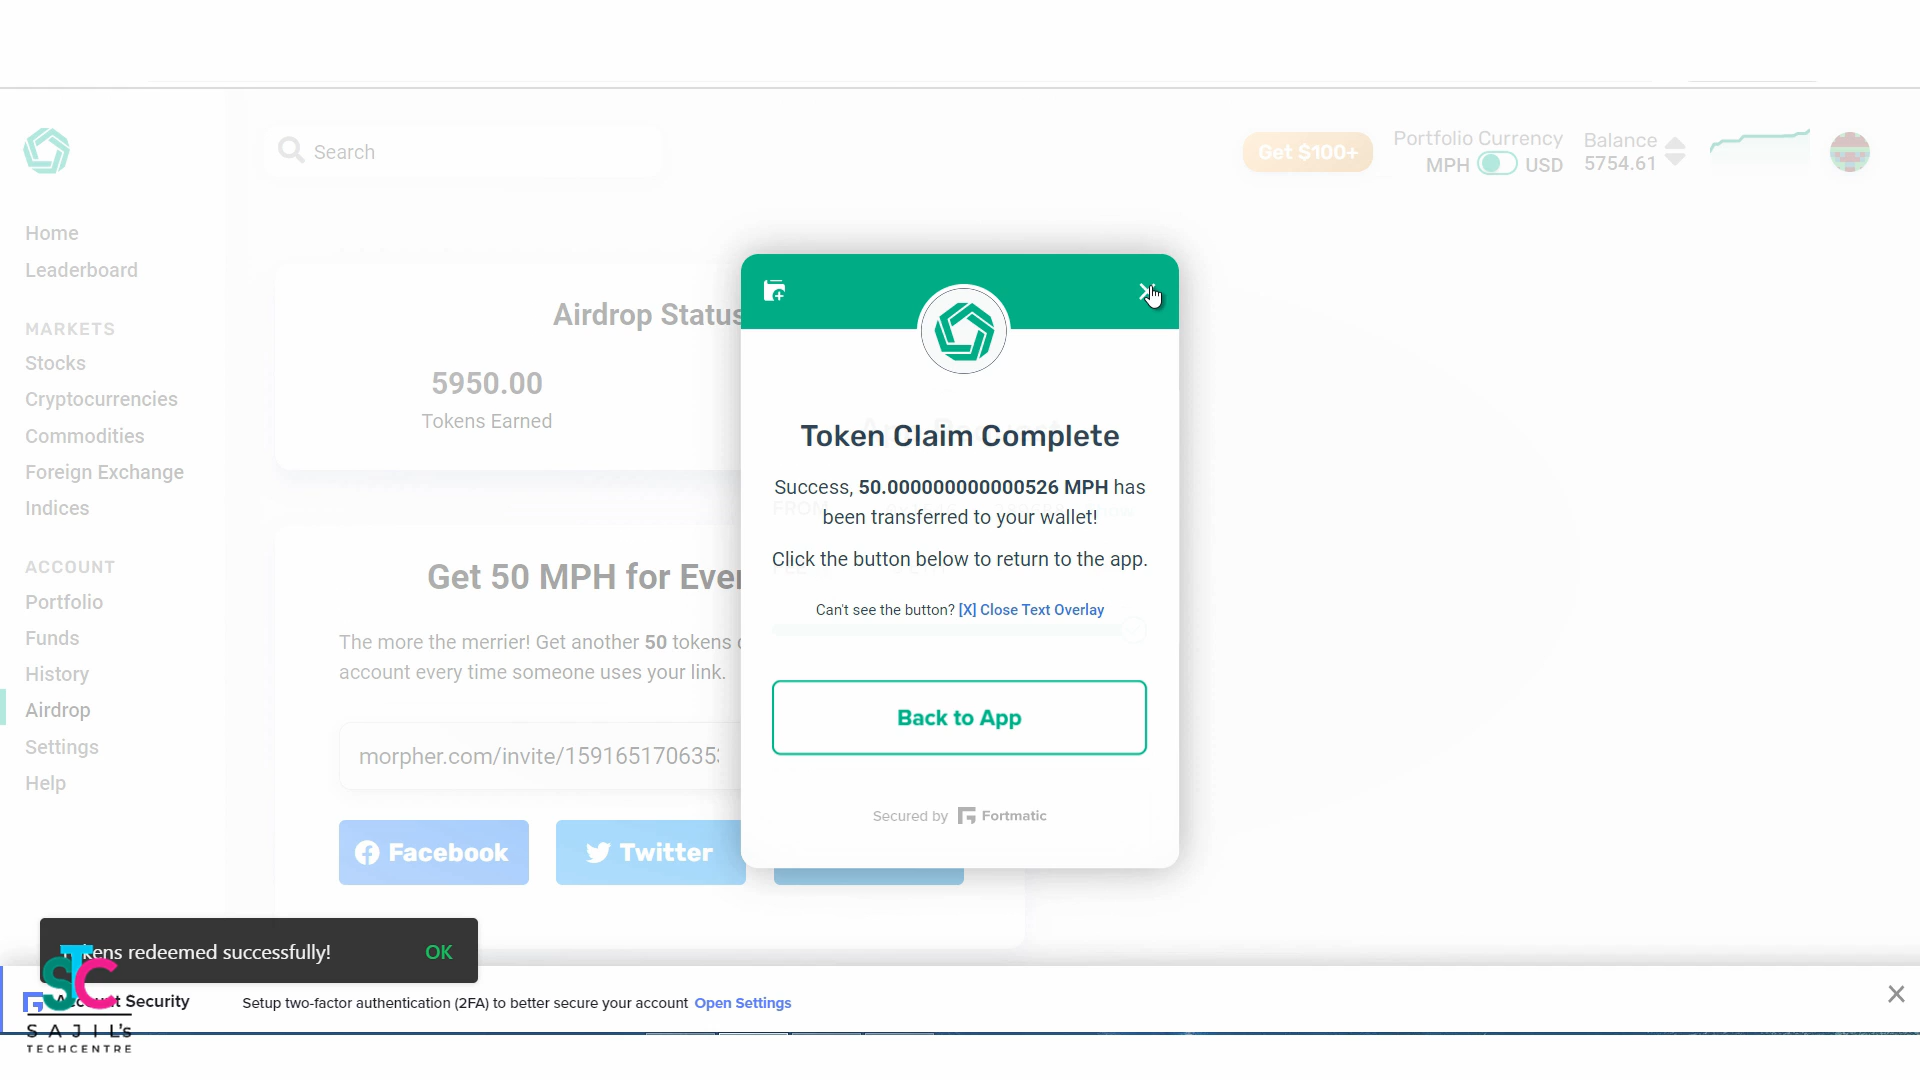 Search
Get $100+
Portfolio Currency
MPH
USD
Balance
5754.61
Home
Leaderboard
MARKETS
Stocks
Cryptocurrencies
Commodities
Foreign Exchange
Indices
ACCOUNT
Portfolio
Funds
History
Airdrop
Settings
Help
Airdrop Status
5950.00
Tokens Earned
Get 50 MPH for
The more the merrier! Get another 50 tokens
account every time someone uses your link.
morpher.com/invite/159165170635
Facebook
Twitter
Token Claim Complete
Success, 50.000000000000526 MPH has
been transferred to your wallet!
Click the button below to return to the app.
Can't see the button? [X] Close Text Overlay
Back to App
Secured by Fortmatic
redeemed successfully!
OK
Security
Setup two-factor authentication (2FA) to better secure your account Open Settings
STC
SAJIL's
TECHCENTRE